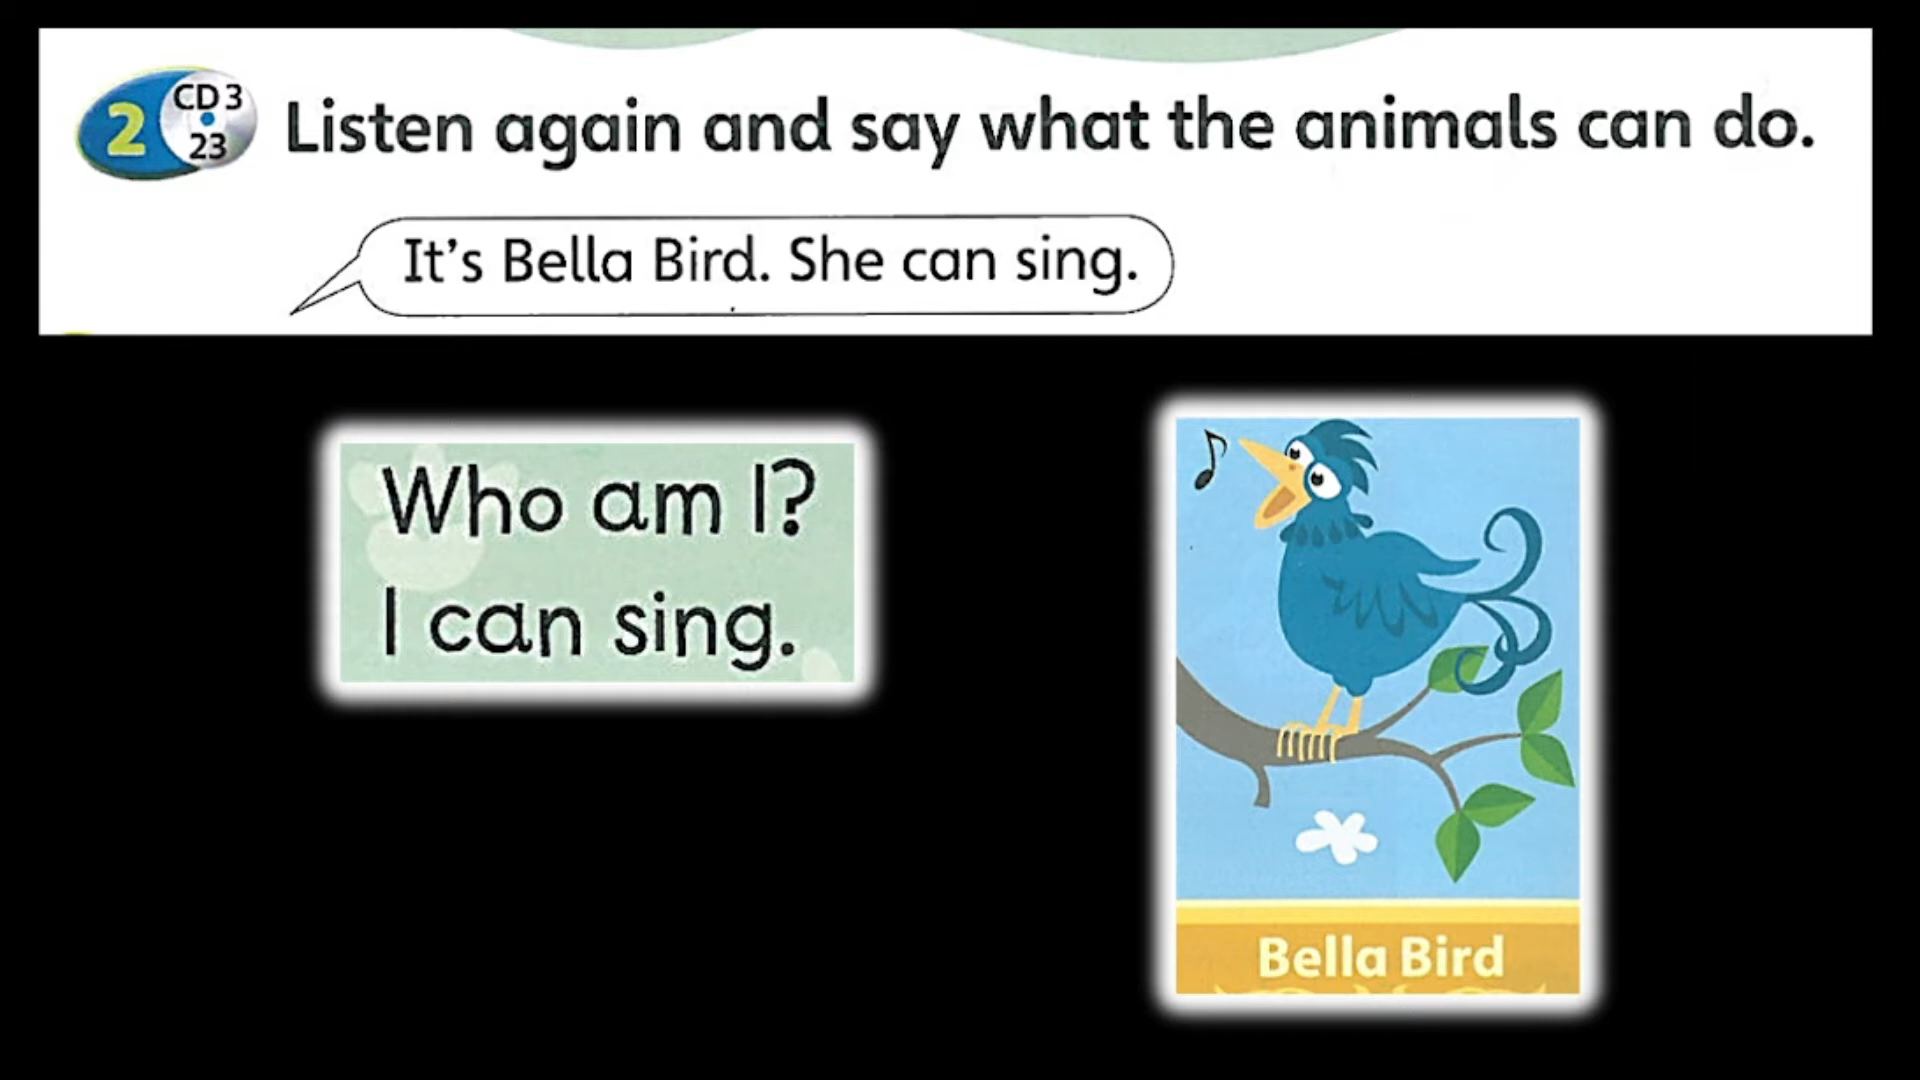 2 CD 3
23
Listen again and say what the animals can do.
It's Bella Bird. She can sing.
Who am I?
I can sing.
Bella Bird